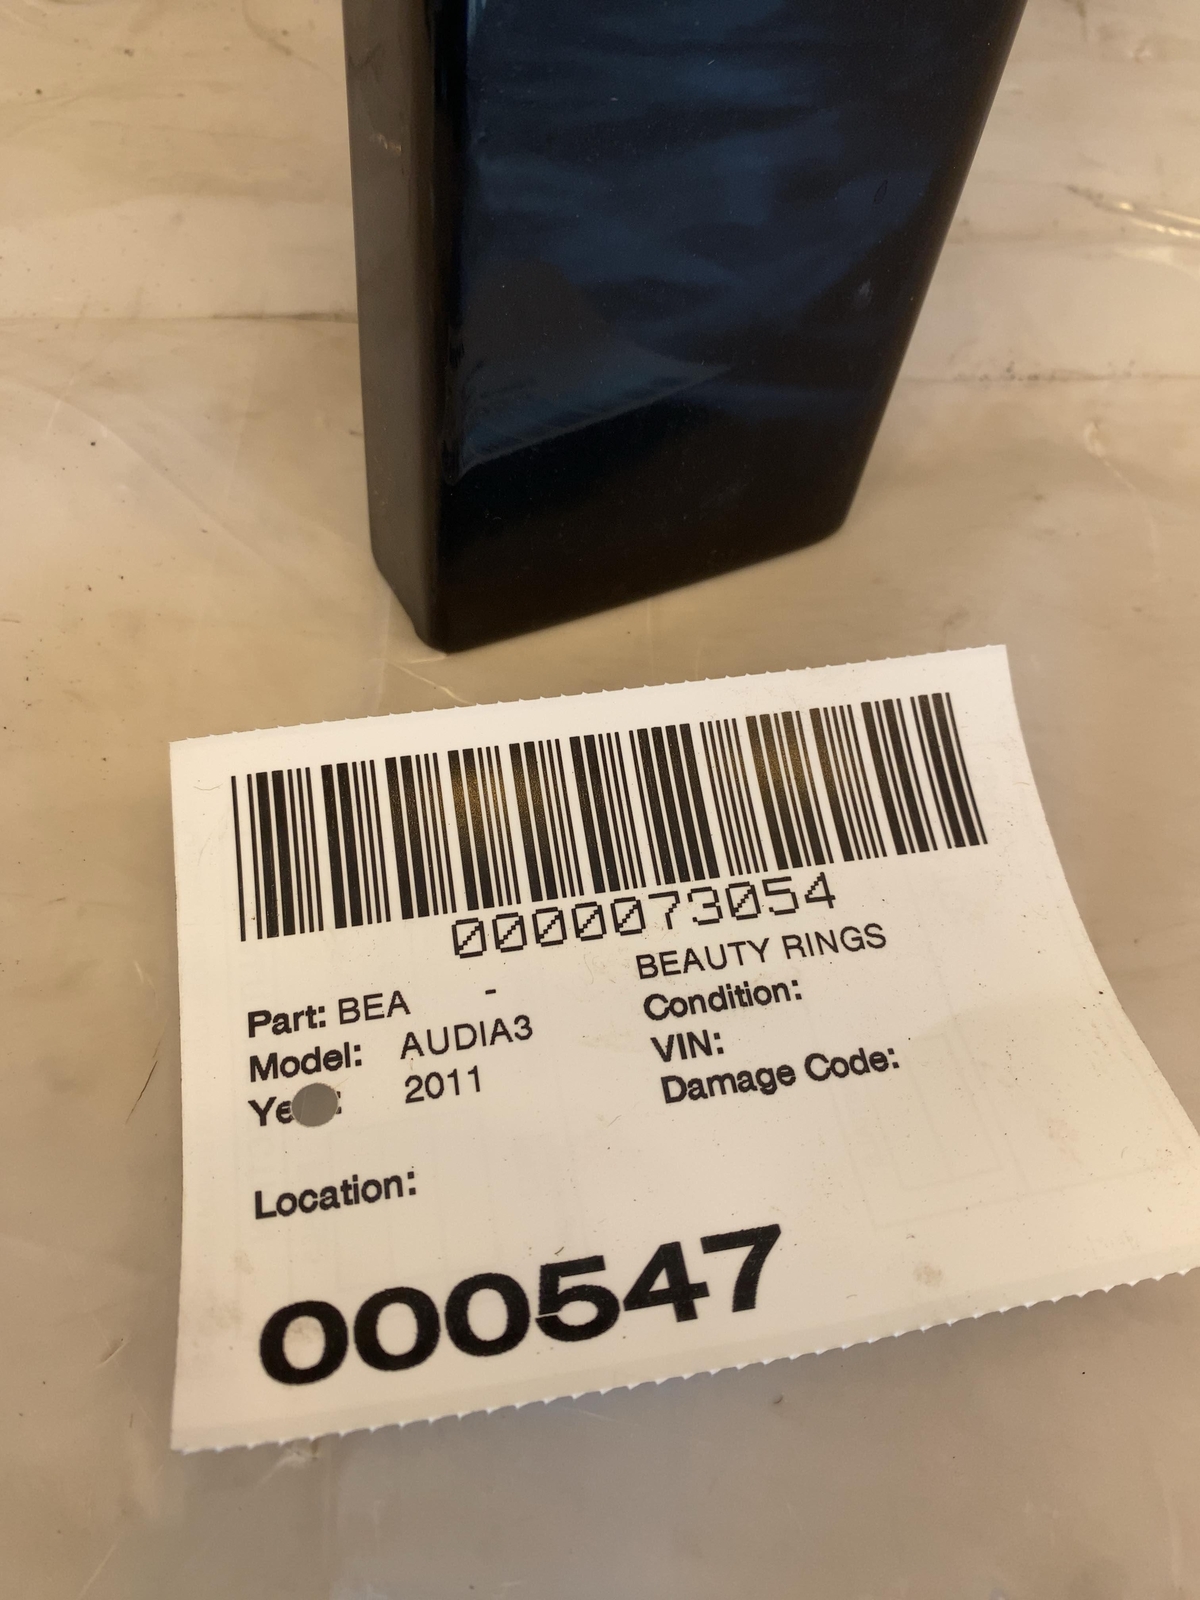 0000073054
Part: BEA - BEAUTY RINGS
Model: AUDIA3 Condition:
Ye : 2011 VIN:
Damage Code:
Location:
000547